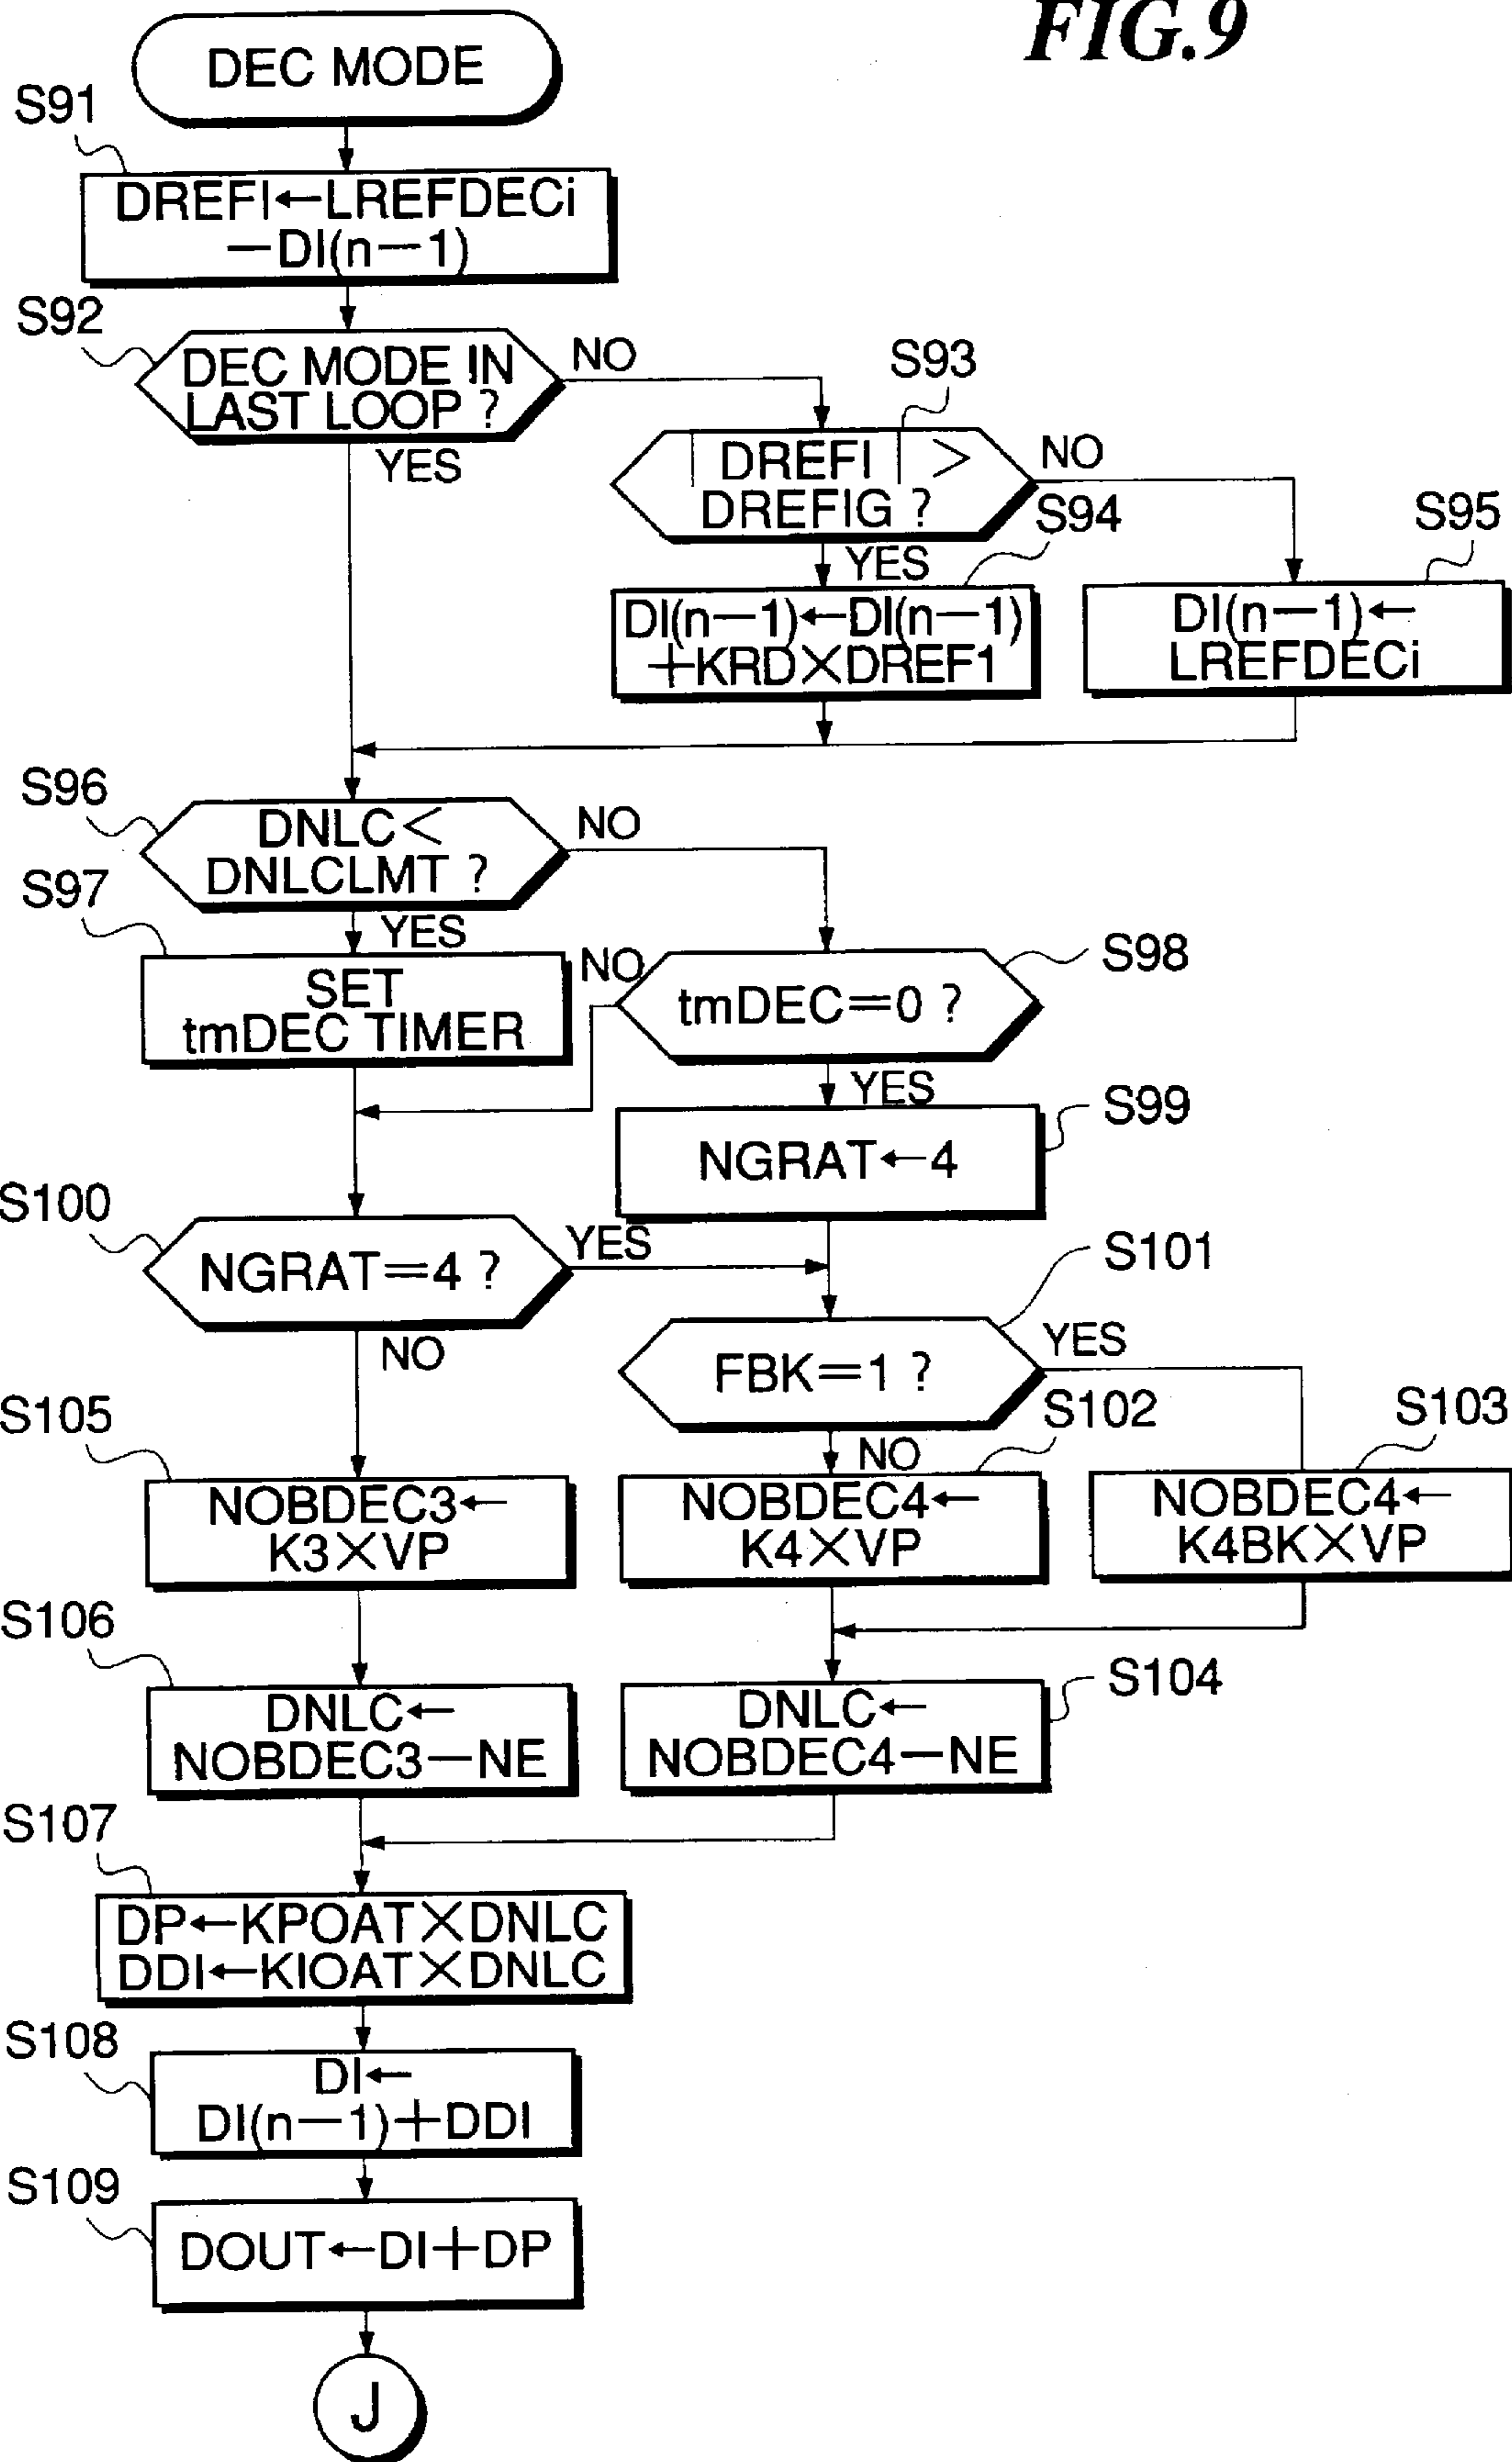 FIG.9
DEC MODE
S91
DREFI←LREFDECi
−DI(n−1)
S92
DEC MODE IN
LAST LOOP ?
NO
YES
S93
| DREFI | >
DREFIG ?
NO
YES
S94
DI(n−1)←DI(n−1)
+KRD×DREF1
S95
DI(n−1)←
LREFDECi
S96
DNLC<
DNLCLMT ?
NO
YES
S97
SET
tmDEC TIMER
S98
tmDEC=0 ?
NO
YES
S99
NGRAT←4
S100
NGRAT=4 ?
YES
NO
S101
FBK=1 ?
YES
NO
S102
NOBDEC4←
K4×VP
S103
NOBDEC4←
K4BK×VP
S105
NOBDEC3←
K3×VP
S106
DNLC←
NOBDEC3−NE
S104
DNLC←
NOBDEC4−NE
S107
DP←KPOAT×DNLC
DDI←KIOAT×DNLC
S108
DI←
DI(n−1)+DDI
S109
DOUT←DI+DP
J